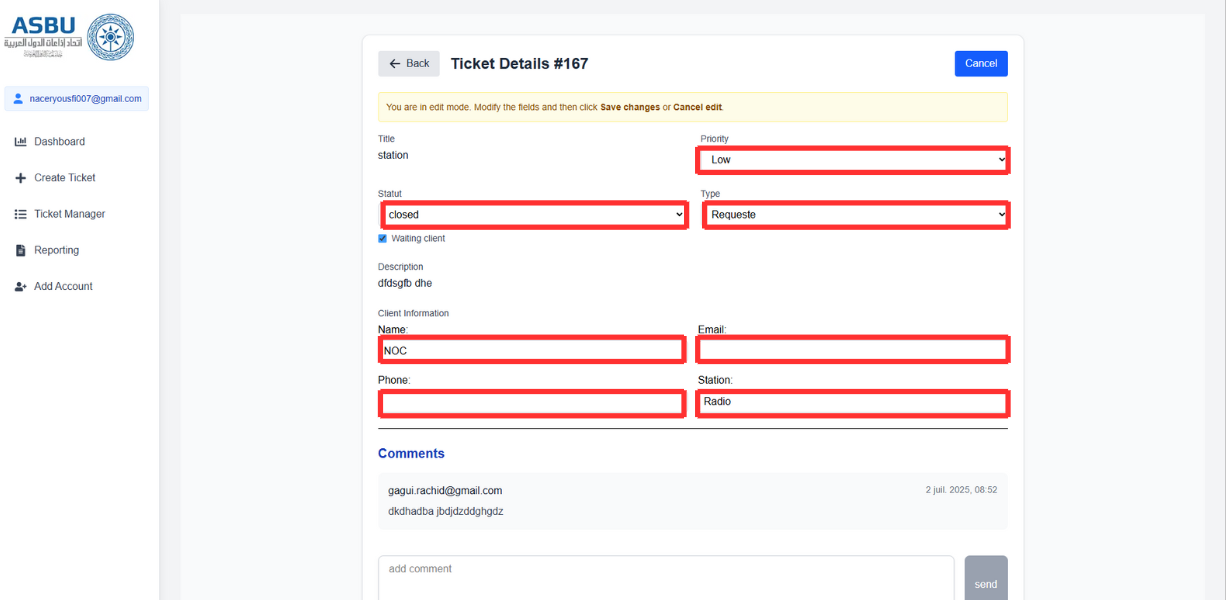 ASBU
اتحاد إذاعات الدول العربية
naceryousfi007@gmail.com
Dashboard
Create Ticket
Ticket Manager
Reporting
Add Account
Back
Ticket Details #167
Cancel
You are in edit mode. Modify the fields and then click Save changes or Cancel edit.
Title
station
Priority
Low
Statut
closed
Type
Requeste
Waiting client
Description
dfdsgfb dhe
Client Information
Name:
NOC
Email:
Phone:
Station:
Radio
Comments
gagui.rachid@gmail.com
2 juil. 2025, 08:52
dkdhadba jbdjdzddghgdz
add comment
send